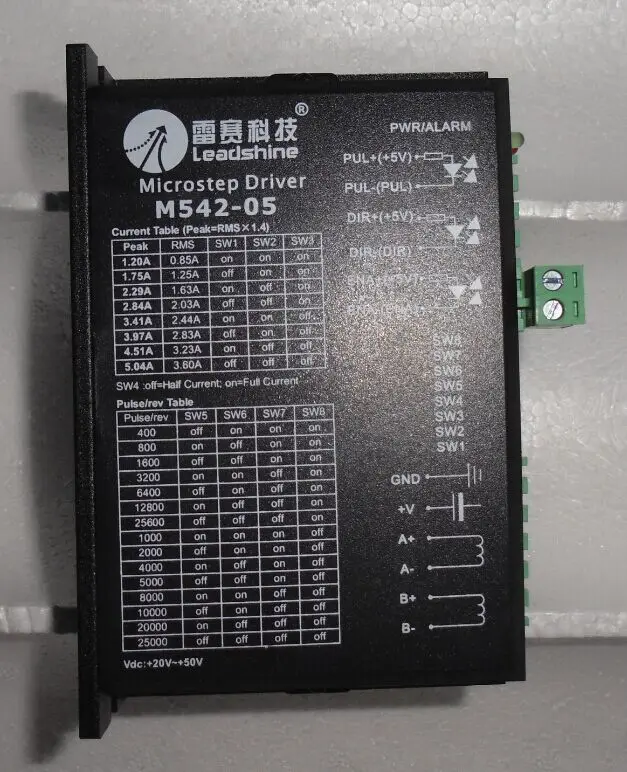 雷赛科技®
Leadshine
Microstep Driver
M542-05
Current Table (Peak=RMS×1.4)
Peak RMS SW1 SW2 SW3
1.20A 0.85A on on on
1.75A 1.25A off on on
2.29A 1.63A on off on
2.84A 2.03A off off on
3.41A 2.44A on on off
3.97A 2.83A off on off
4.51A 3.23A on off off
5.04A 3.60A off off off
SW4 :off=Half Current; on=Full Current
Pulse/rev Table
Pulse/rev SW5 SW6 SW7 SW8
400 off on on on
800 on off on on
1600 off off on on
3200 on on off on
6400 off on off on
12800 on off off on
25600 off off off on
1000 on on on off
2000 off on on off
4000 on off on off
5000 off off on off
8000 on on off off
10000 off on off off
20000 on off off off
25000 off off off off
Vdc:+20V~+50V
PWR/ALARM
PUL+(+5V)
PUL-(PUL)
DIR+(+5V)
DIR-(DIR)
SW8
SW7
SW6
SW5
SW4
SW3
SW2
SW1
GND
+V
A+
A-
B+
B-